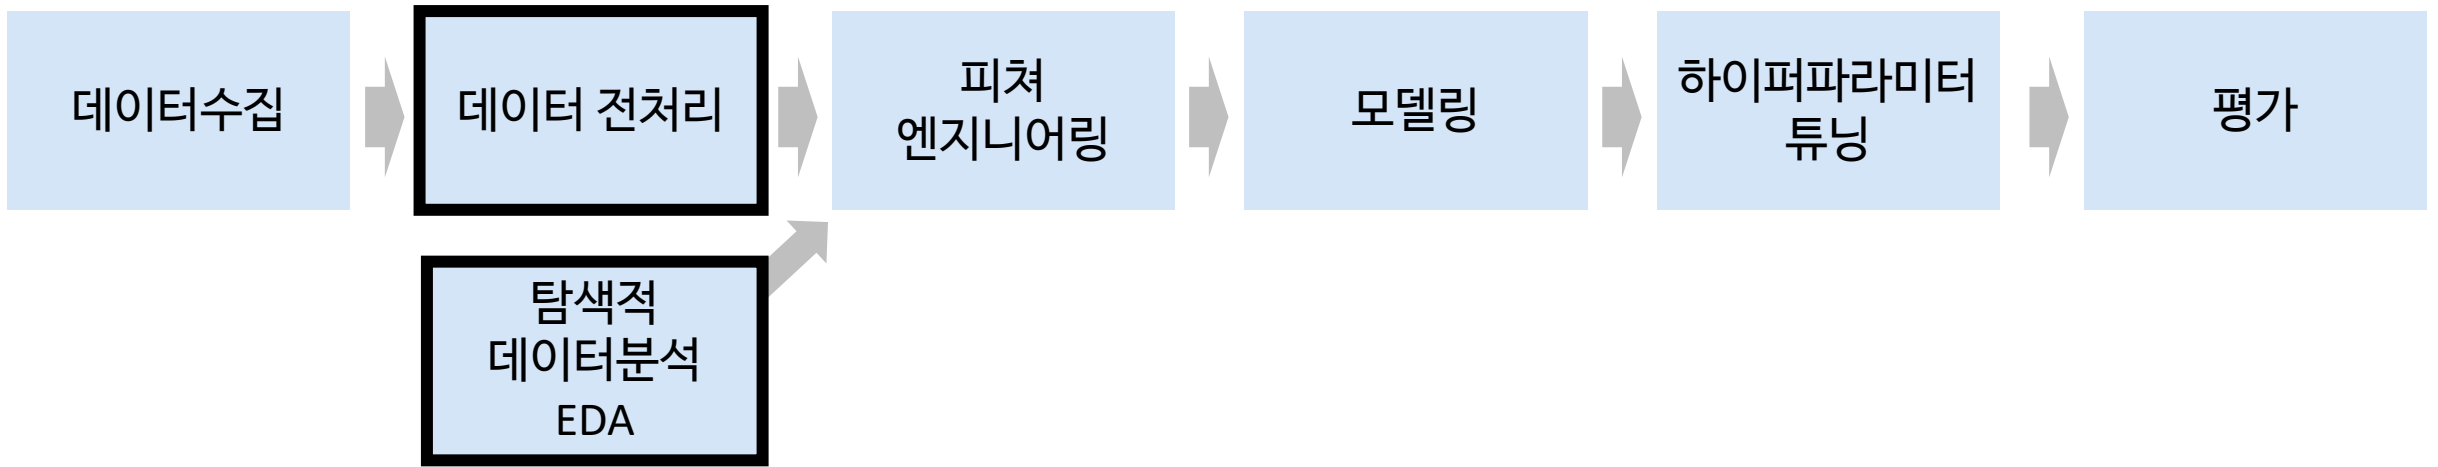 데이터수집
데이터 전처리
피쳐
엔지니어링
모델링
하이퍼파라미터
튜닝
평가
탐색적
데이터분석
EDA